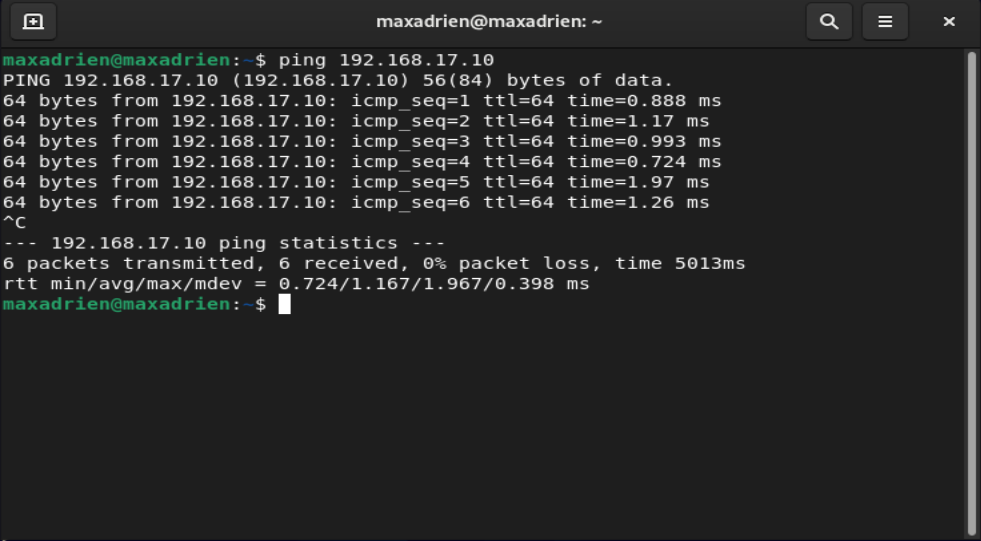 maxadrien@maxadrien: ~
maxadrien@maxadrien:~$ ping 192.168.17.10
PING 192.168.17.10 (192.168.17.10) 56(84) bytes of data.
64 bytes from 192.168.17.10: icmp_seq=1 ttl=64 time=0.888 ms
64 bytes from 192.168.17.10: icmp_seq=2 ttl=64 time=1.17 ms
64 bytes from 192.168.17.10: icmp_seq=3 ttl=64 time=0.993 ms
64 bytes from 192.168.17.10: icmp_seq=4 ttl=64 time=0.724 ms
64 bytes from 192.168.17.10: icmp_seq=5 ttl=64 time=1.97 ms
64 bytes from 192.168.17.10: icmp_seq=6 ttl=64 time=1.26 ms
^C
--- 192.168.17.10 ping statistics ---
6 packets transmitted, 6 received, 0% packet loss, time 5013ms
rtt min/avg/max/mdev = 0.724/1.167/1.967/0.398 ms
maxadrien@maxadrien:~$